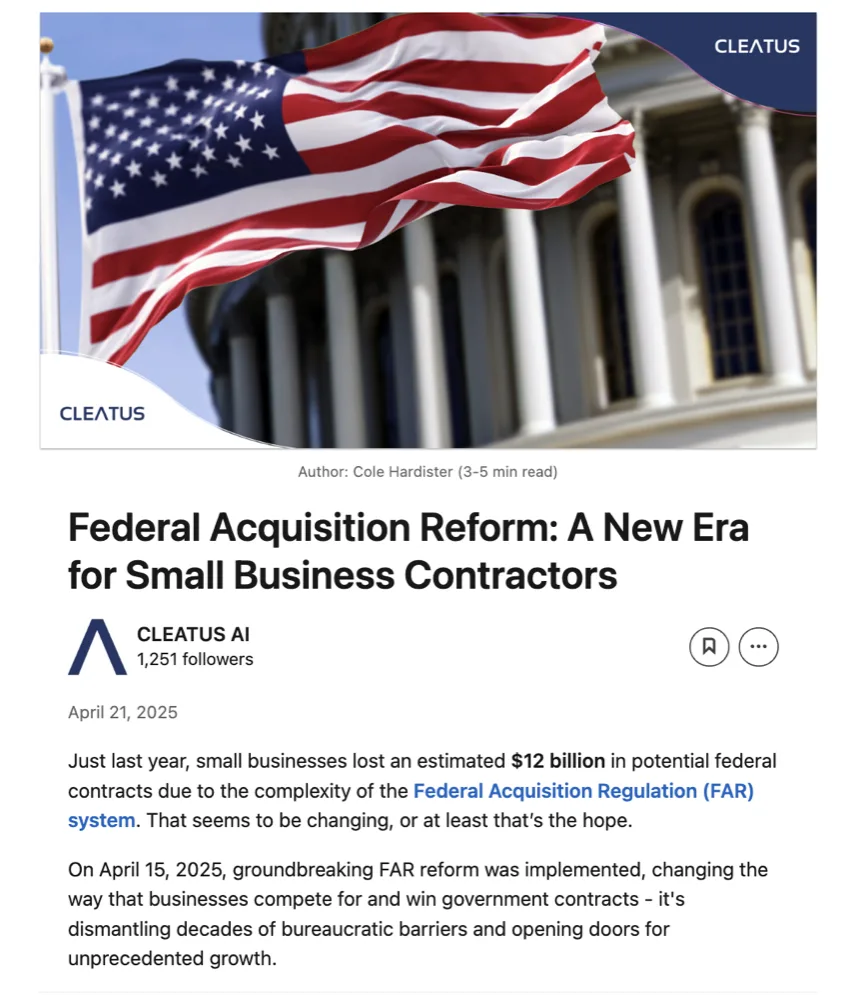 CLEΛTUS
CLEΛTUS
Author: Cole Hardister (3-5 min read)
Federal Acquisition Reform: A New Era
for Small Business Contractors
CLEATUS AI
1,251 followers
April 21, 2025
Just last year, small businesses lost an estimated $12 billion in potential federal
contracts due to the complexity of the Federal Acquisition Regulation (FAR)
system. That seems to be changing, or at least that’s the hope.
On April 15, 2025, groundbreaking FAR reform was implemented, changing the
way that businesses compete for and win government contracts - it's
dismantling decades of bureaucratic barriers and opening doors for
unprecedented growth.